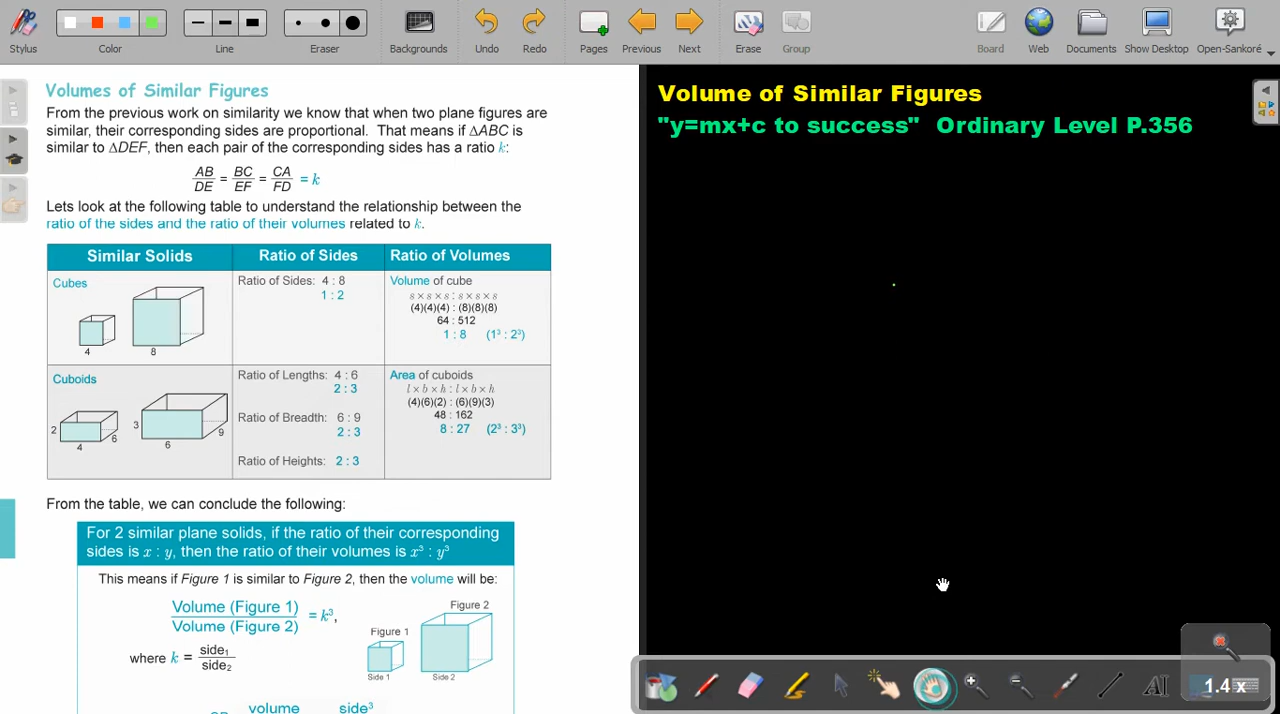 Stylus
Color
Line
Eraser
Backgrounds
Undo
Redo
Pages
Previous
Next
Erase
Group
Board
Web
Documents
Show Desktop
Open-Sankoré
Volumes of Similar Figures
From the previous work on similarity we know that when two plane figures are
similar, their corresponding sides are proportional. That means if ΔABC is
similar to ΔDEF, then each pair of the corresponding sides has a ratio k:
AB/DE = BC/EF = CA/FD = k
Lets look at the following table to understand the relationship between the
ratio of the sides and the ratio of their volumes related to k.
Similar Solids
Ratio of Sides
Ratio of Volumes
Cubes
4
8
Ratio of Sides: 4 : 8
1 : 2
Volume of cube
s × s × s : s × s × s
(4)(4)(4) : (8)(8)(8)
64 : 512
1 : 8 (1³ : 2³)
Cuboids
2
4
6
3
6
9
Ratio of Lengths: 4 : 6
2 : 3
Ratio of Breadth: 6 : 9
2 : 3
Ratio of Heights: 2 : 3
Area of cuboids
l × b × h : l × b × h
(4)(6)(2) : (6)(9)(3)
48 : 162
8 : 27 (2³ : 3³)
From the table, we can conclude the following:
For 2 similar plane solids, if the ratio of their corresponding
sides is x : y, then the ratio of their volumes is x³ : y³
This means if Figure 1 is similar to Figure 2, then the volume will be:
Volume (Figure 1)/Volume (Figure 2) = k³,
where k = side₁/side₂
Figure 1
Side 1
Figure 2
Side 2
volume
side³
Volume of Similar Figures
"y=mx+c to success" Ordinary Level P.356
AI
1.4 x